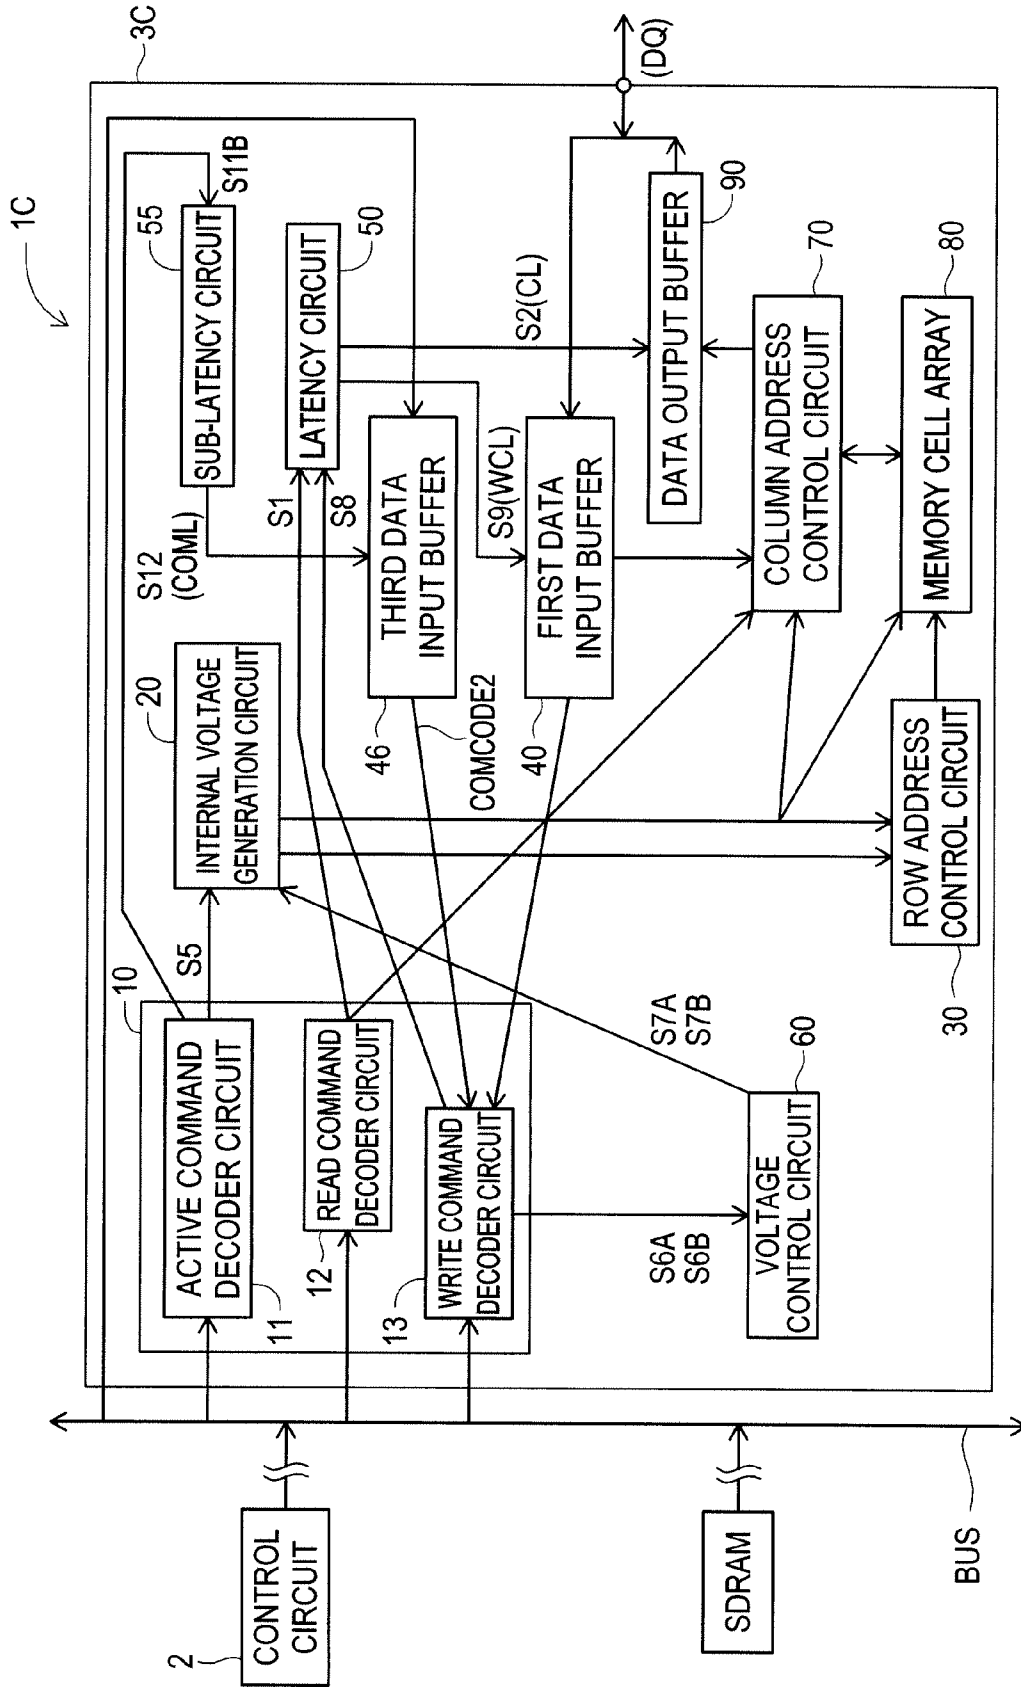 1C
3C
CONTROL
CIRCUIT
2
SDRAM
BUS
10
ACTIVE COMMAND
DECODER CIRCUIT
11
READ COMMAND
DECODER CIRCUIT
12
WRITE COMMAND
DECODER CIRCUIT
13
S5
INTERNAL VOLTAGE
GENERATION CIRCUIT
20
S6A
S6B
S7A
S7B
VOLTAGE
CONTROL CIRCUIT
60
ROW ADDRESS
CONTROL CIRCUIT
30
S12
(COML)
SUB-LATENCY CIRCUIT
55
S11B
S1
S8
LATENCY CIRCUIT
50
THIRD DATA
INPUT BUFFER
46
COMCODE2
S9(WCL)
S2(CL)
FIRST DATA
INPUT BUFFER
40
DATA OUTPUT BUFFER
90
(DQ)
COLUMN ADDRESS
CONTROL CIRCUIT
70
MEMORY CELL ARRAY
80